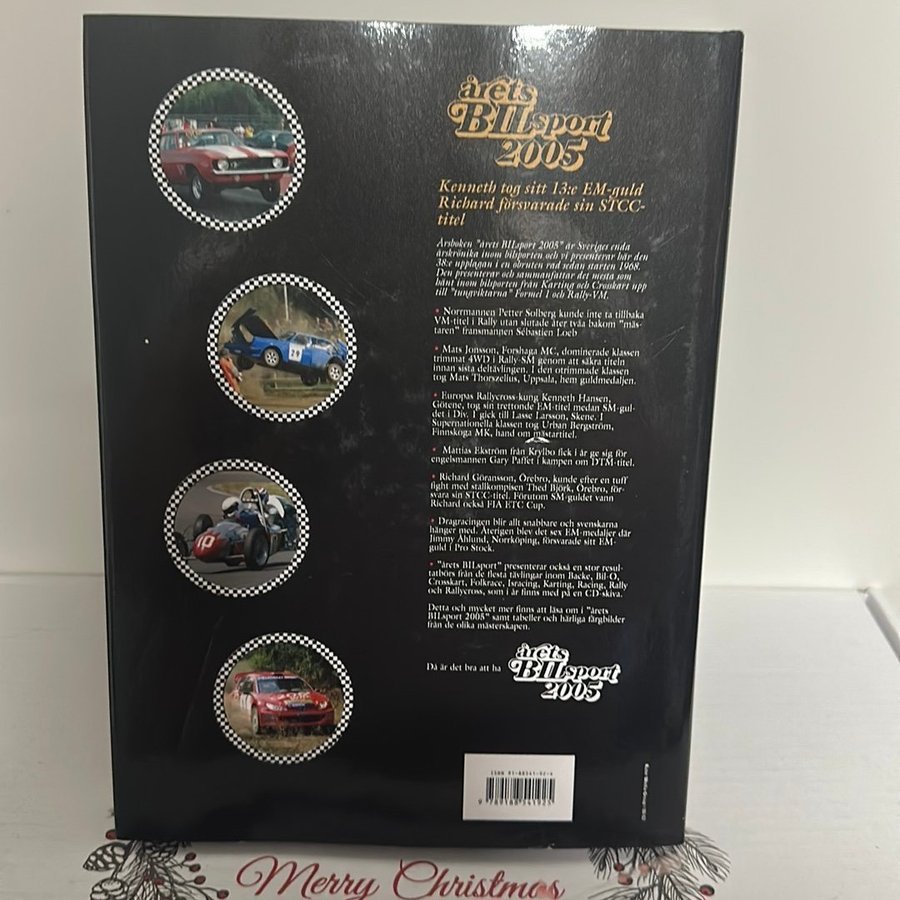 årets
BILsport
2005
Kenneth tog sitt 13:e EM-guld
Richard försvarade sin STCC-
titel
Årsboken "årets BILsport 2005" är Sveriges enda
årskrönika inom bilsporten och vi presenterar här den
38:e upplagan i en obruten rad sedan starten 1968.
Den presenterar och sammanfattar det mesta som
hänt inom bilsporten från Karting och Crosskart upp
till "tungviktarna" Formel 1 och Rally-VM.
• Norrmannen Petter Solberg kunde inte ta tillbaka
VM-titel i Rally utan slutade åter tvåa bakom "mäs-
taren" fransmannen Sébastien Loeb
• Mats Jonsson, Forshaga MC, dominerade klassen
trimmat 4WD i Rally-SM genom att säkra titeln
innan sista deltävlingen. I den otrimmade klassen
tog Mats Thorszelius, Uppsala, hem guldmedaljen.
• Europas Rallycross-kung Kenneth Hansen,
Götene, tog sin trettonde EM-titel medan SM-gul-
det i Div. 1 gick till Lasse Larsson, Skene. I
Supernationella klassen tog Urban Bergström,
Finnskoga MK, hand om mästartitel.
• Mattias Ekström från Krylbo fick i år ge sig för
engelsmannen Gary Paffet i kampen om DTM-titel.
• Richard Göransson, Örebro, kunde efter en tuff
fight med stallkompisen Thed Björk, Örebro, för-
svara sin STCC-titel. Förutom SM-guldet vann
Richard också FIA ETC Cup.
• Dragracingen blir allt snabbare och svenskarna
hänger med. Återigen blev det sex EM-medaljer där
Jimmy Ålund, Norrköping, försvarade sitt EM-
guld i Pro Stock.
• "årets BILsport" presenterar också en stor resul-
tatbörs från de flesta tävlingar inom Backe, Bil-O,
Crosskart, Folkrace, Isracing, Karting, Racing, Rally
och Rallycross, som i år finns med på en CD-skiva.
Detta och mycket mer finns att läsa om i "årets
BILsport 2005" samt tabeller och härliga färgbilder
från de olika mästerskapen.
Då är det bra att ha
årets
BILsport
2005
29
10
9 789188 541925
Merry Christmas